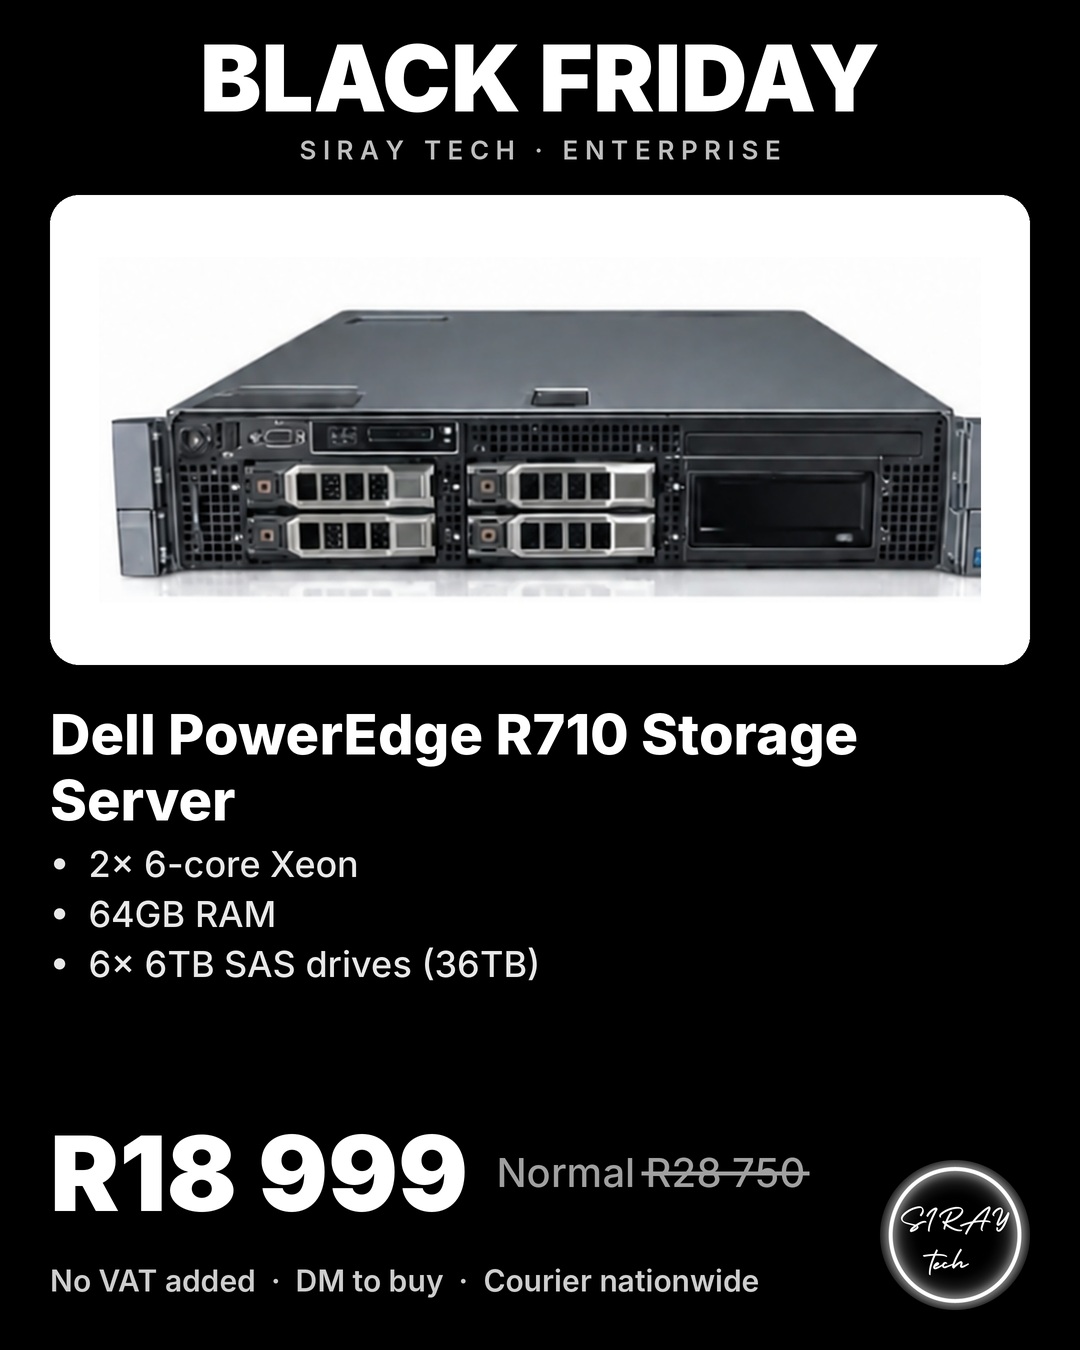 BLACK FRIDAY
SIRAY TECH · ENTERPRISE
Dell PowerEdge R710 Storage
Server
• 2× 6-core Xeon
• 64GB RAM
• 6× 6TB SAS drives (36TB)
R18 999 Normal R28 750
No VAT added · DM to buy · Courier nationwide
SIRAY
tech